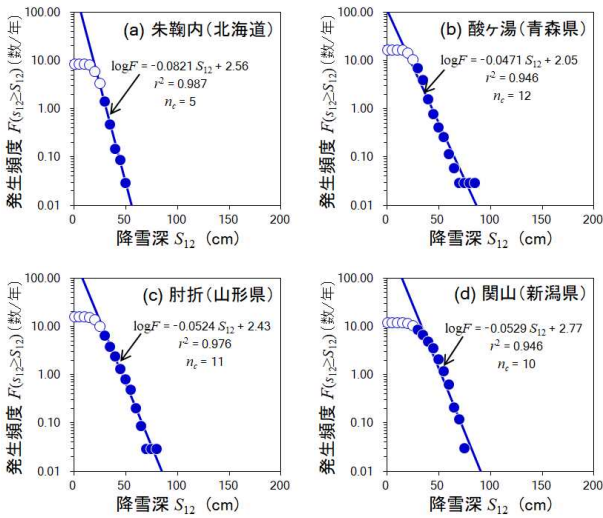 (a) 朱鞠内(北海道)
logF = -0.0821 S12 + 2.56
r2 = 0.987
ne = 5
発生頻度 F(s12≥S12) (数/年)
100.00
10.00
1.00
0.10
0.01
0 50 100 150 200
降雪深 S12 (cm)
(b) 酸ヶ湯(青森県)
logF = -0.0471 S12 + 2.05
r2 = 0.946
ne = 12
発生頻度 F(s12≥S12) (数/年)
100.00
10.00
1.00
0.10
0.01
0 50 100 150 200
降雪深 S12 (cm)
(c) 肘折(山形県)
logF = -0.0524 S12 + 2.43
r2 = 0.976
ne = 11
発生頻度 F(s12≥S12) (数/年)
100.00
10.00
1.00
0.10
0.01
0 50 100 150 200
降雪深 S12 (cm)
(d) 関山(新潟県)
logF = -0.0529 S12 + 2.77
r2 = 0.946
ne = 10
発生頻度 F(s12≥S12) (数/年)
100.00
10.00
1.00
0.10
0.01
0 50 100 150 200
降雪深 S12 (cm)